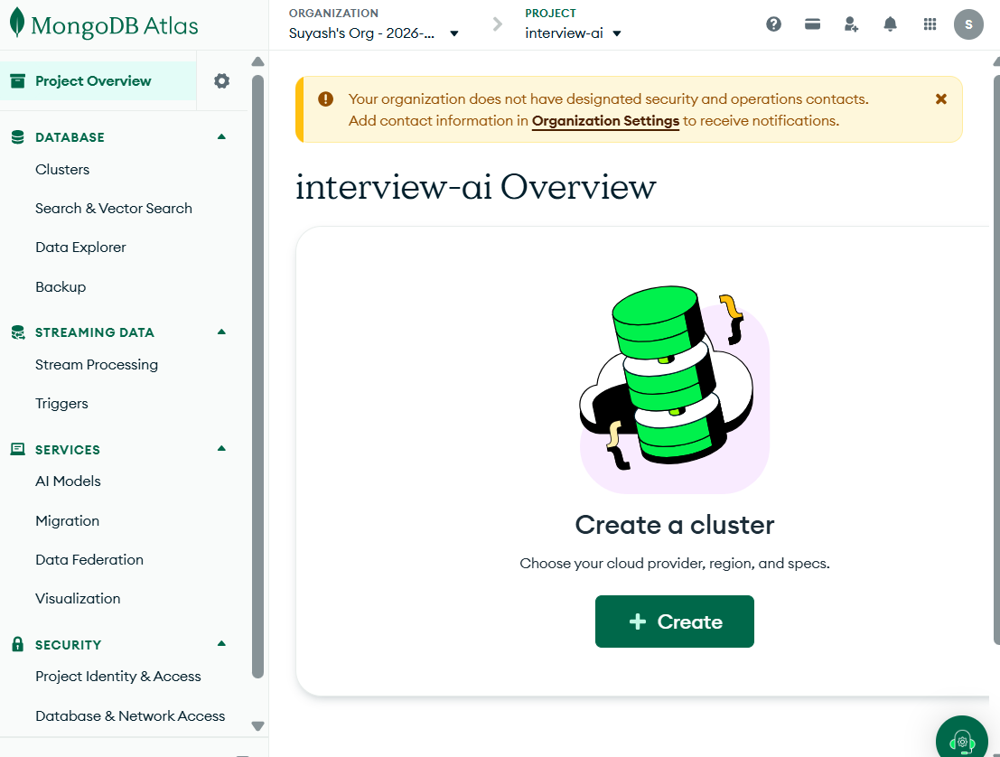 MongoDB Atlas
ORGANIZATION
Suyash's Org - 2026-...
PROJECT
interview-ai
S
Project Overview
DATABASE
Clusters
Search & Vector Search
Data Explorer
Backup
STREAMING DATA
Stream Processing
Triggers
SERVICES
AI Models
Migration
Data Federation
Visualization
SECURITY
Project Identity & Access
Database & Network Access
Your organization does not have designated security and operations contacts.
Add contact information in Organization Settings to receive notifications.
interview-ai Overview
Create a cluster
Choose your cloud provider, region, and specs.
+ Create